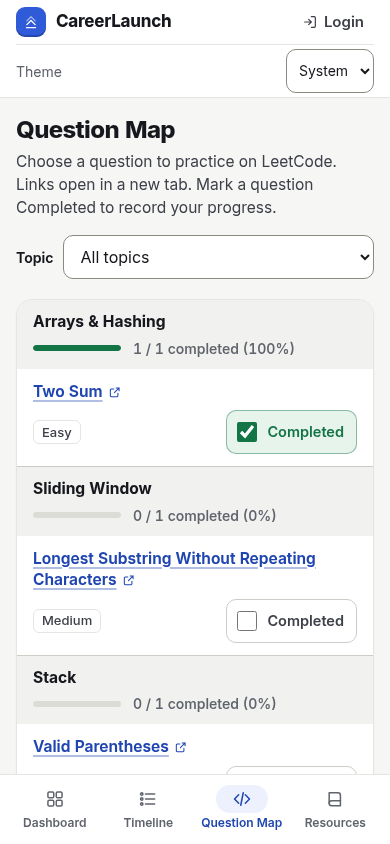 CareerLaunch
Login
Theme
System
Question Map
Choose a question to practice on LeetCode.
Links open in a new tab. Mark a question
Completed to record your progress.
Topic
All topics
Arrays & Hashing
1 / 1 completed (100%)
Two Sum
Easy
Completed
Sliding Window
0 / 1 completed (0%)
Longest Substring Without Repeating
Characters
Medium
Completed
Stack
0 / 1 completed (0%)
Valid Parentheses
Dashboard
Timeline
Question Map
Resources